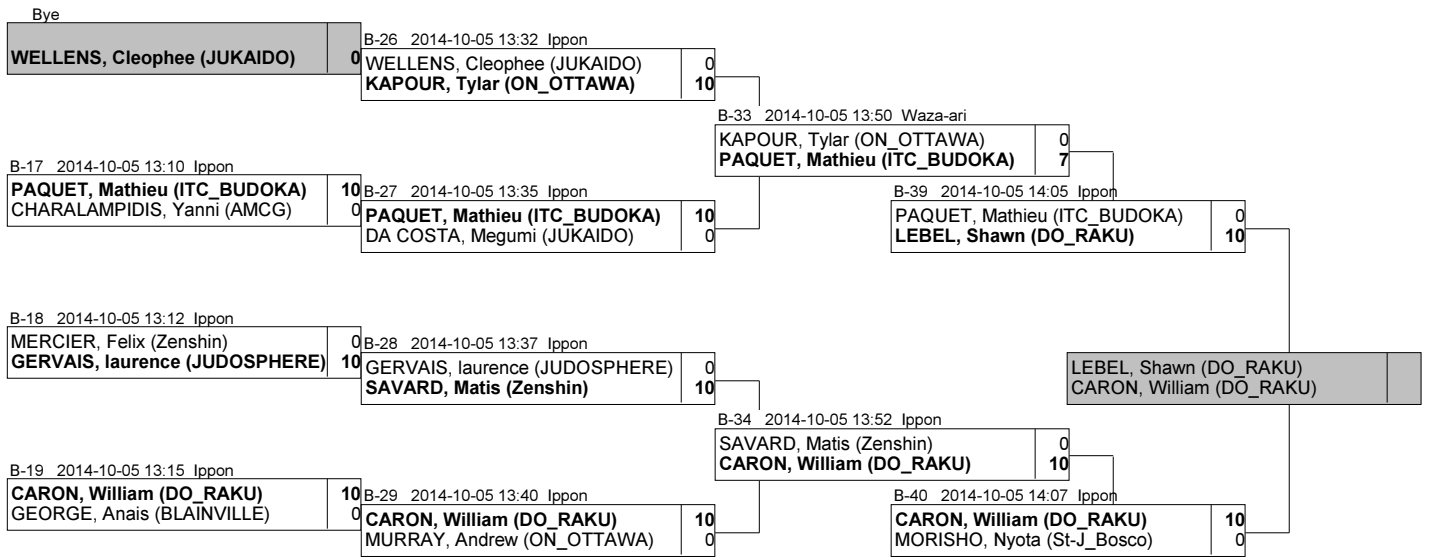 Bye
WELLENS, Cleophee (JUKAIDO) 0
B-17 2014-10-05 13:10 Ippon
PAQUET, Mathieu (ITC_BUDOKA) 10
CHARALAMPIDIS, Yanni (AMCG) 0
B-18 2014-10-05 13:12 Ippon
MERCIER, Felix (Zenshin) 0
GERVAIS, laurence (JUDOSPHERE) 10
B-19 2014-10-05 13:15 Ippon
CARON, William (DO_RAKU) 10
GEORGE, Anais (BLAINVILLE) 0
B-26 2014-10-05 13:32 Ippon
WELLENS, Cleophee (JUKAIDO) 0
KAPOUR, Tylar (ON_OTTAWA) 10
B-27 2014-10-05 13:35 Ippon
PAQUET, Mathieu (ITC_BUDOKA) 10
DA COSTA, Megumi (JUKAIDO) 0
B-28 2014-10-05 13:37 Ippon
GERVAIS, laurence (JUDOSPHERE) 0
SAVARD, Matis (Zenshin) 10
B-29 2014-10-05 13:40 Ippon
CARON, William (DO_RAKU) 10
MURRAY, Andrew (ON_OTTAWA) 0
B-33 2014-10-05 13:50 Waza-ari
KAPOUR, Tylar (ON_OTTAWA) 0
PAQUET, Mathieu (ITC_BUDOKA) 7
B-34 2014-10-05 13:52 Ippon
SAVARD, Matis (Zenshin) 0
CARON, William (DO_RAKU) 10
B-39 2014-10-05 14:05 Ippon
PAQUET, Mathieu (ITC_BUDOKA) 0
LEBEL, Shawn (DO_RAKU) 10
B-40 2014-10-05 14:07 Ippon
CARON, William (DO_RAKU) 10
MORISHO, Nyota (St-J_Bosco) 0
LEBEL, Shawn (DO_RAKU)
CARON, William (DO_RAKU)